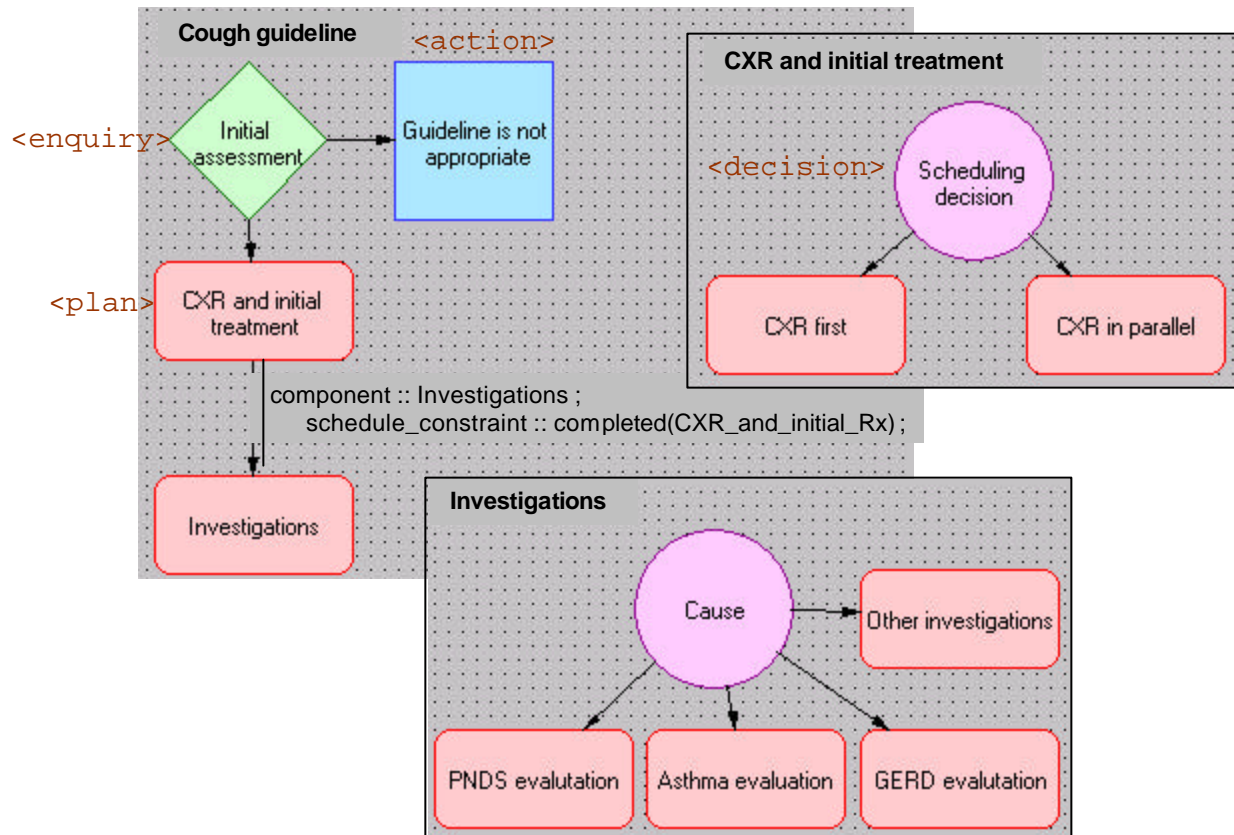 Cough guideline
<action>
<enquiry>
Initial
assessment
Guideline is not
appropriate
<plan>
CXR and initial
treatment
component :: Investigations ;
schedule_constraint :: completed(CXR_and_initial_Rx) ;
Investigations
CXR and initial treatment
<decision>
Scheduling
decision
CXR first
CXR in parallel
Investigations
Cause
Other investigations
PNDS evalutation
Asthma evaluation
GERD evalutation